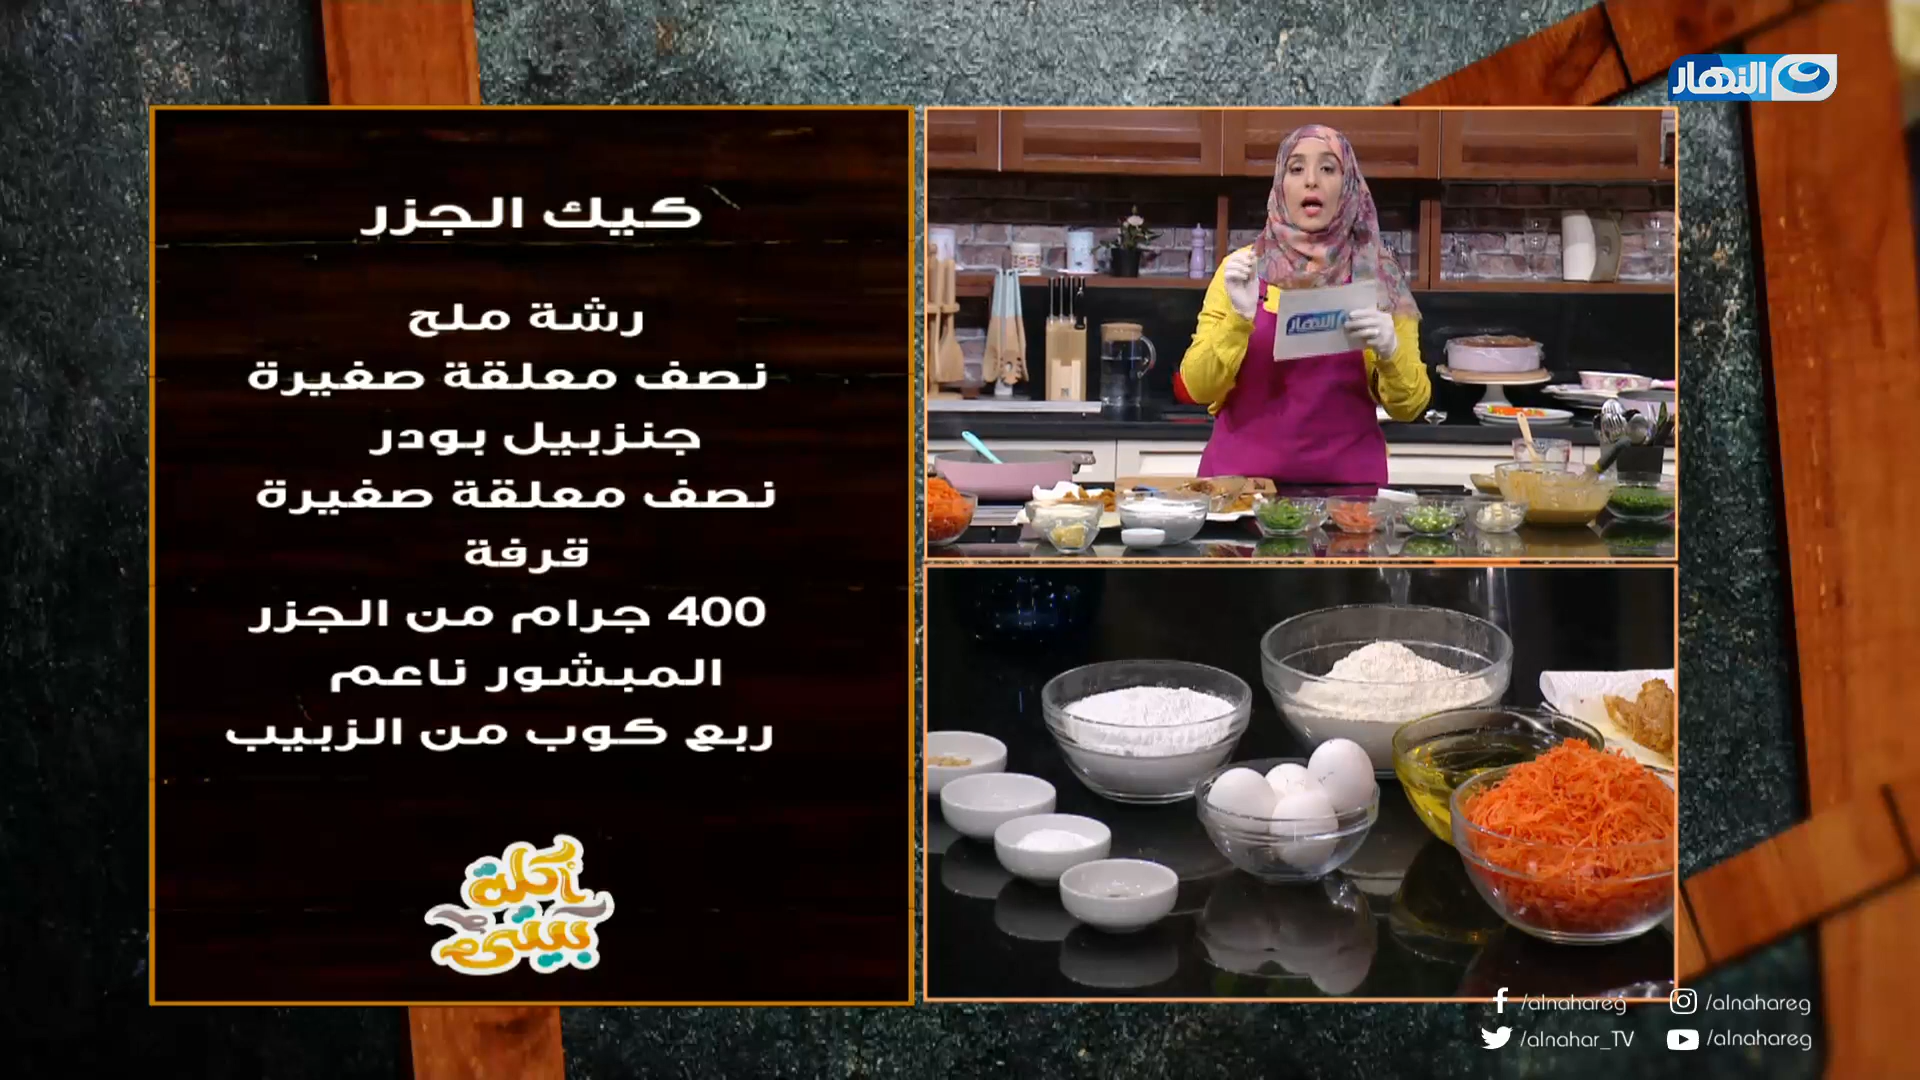 النهار
كيك الجزر
رشة ملح
نصف معلقة صغيرة
جنزبيل بودر
نصف معلقة صغيرة
قرفة
400 جرام من الجزر
المبشور ناعم
ربع كوب من الزبيب
أكلة
بيتي
النهار
/alnahareg
/alnahareg
/alnahar_TV
/alnahareg